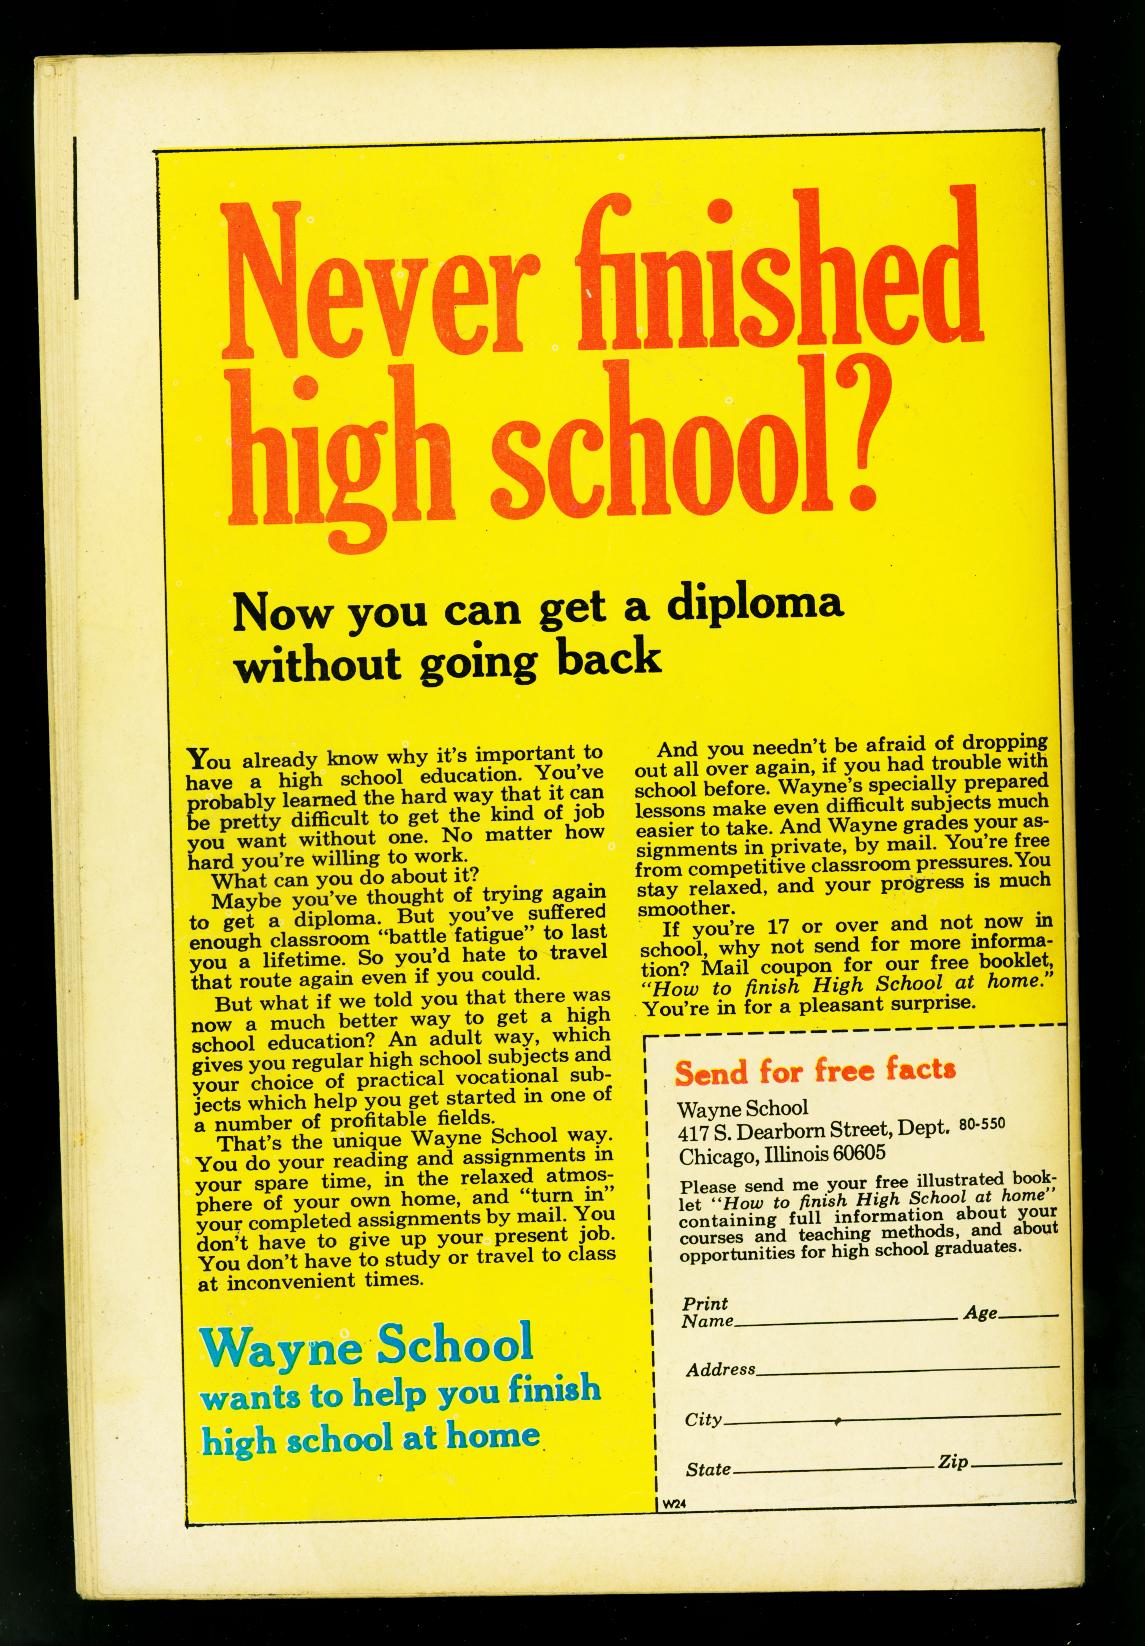 Never finished
high school?
Now you can get a diploma
without going back
You already know why it's important to
have a high school education. You've
probably learned the hard way that it can
be pretty difficult to get the kind of job
you want without one. No matter how
hard you're willing to work.
What can you do about it?
Maybe you've thought of trying again
to get a diploma. But you've suffered
enough classroom "battle fatigue" to last
you a lifetime. So you'd hate to travel
that route again even if you could.
But what if we told you that there was
now a much better way to get a high
school education? An adult way, which
gives you regular high school subjects and
your choice of practical vocational sub-
jects which help you get started in one of
a number of profitable fields.
That's the unique Wayne School way.
You do your reading and assignments in
your spare time, in the relaxed atmos-
phere of your own home, and "turn in"
your completed assignments by mail. You
don't have to give up your present job.
You don't have to study or travel to class
at inconvenient times.
Wayne School
wants to help you finish
high school at home
And you needn't be afraid of dropping
out all over again, if you had trouble with
school before. Wayne's specially prepared
lessons make even difficult subjects much
easier to take. And Wayne grades your as-
signments in private, by mail. You're free
from competitive classroom pressures. You
stay relaxed, and your progress is much
smoother.
If you're 17 or over and not now in
school, why not send for more informa-
tion? Mail coupon for our free booklet,
"How to finish High School at home."
You're in for a pleasant surprise.
Send for free facts
Wayne School
417 S. Dearborn Street, Dept. 80-550
Chicago, Illinois 60605
Please send me your free illustrated book-
let "How to finish High School at home"
containing full information about your
courses and teaching methods, and about
opportunities for high school graduates.
Print
Name Age
Address
City
State Zip
W24